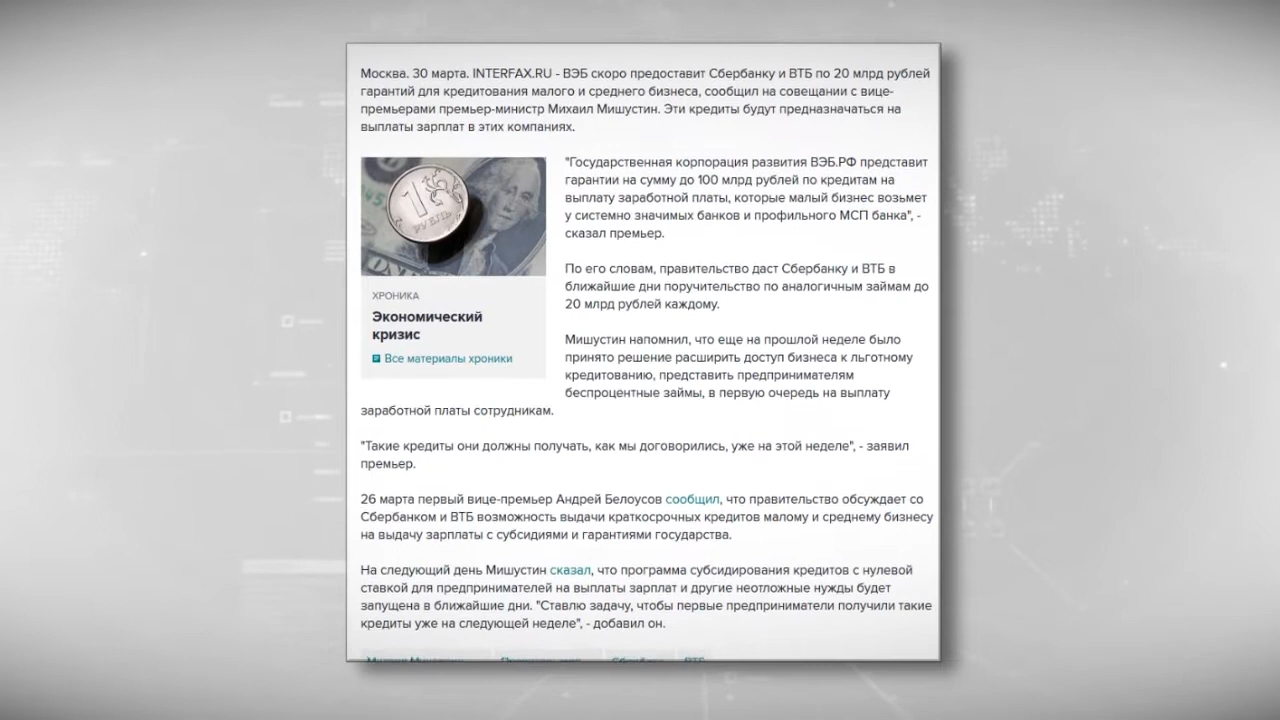 Москва. 30 марта. INTERFAX.RU - ВЭБ скоро предоставит Сбербанку и ВТБ по 20 млрд рублей
гарантий для кредитования малого и среднего бизнеса, сообщил на совещании с вице-
премьерами премьер-министр Михаил Мишустин. Эти кредиты будут предназначаться на
выплаты зарплат в этих компаниях.
1
РУБЛЬ
ХРОНИКА
Экономический
кризис
Все материалы хроники
"Государственная корпорация развития ВЭБ.РФ представит
гарантии на сумму до 100 млрд рублей по кредитам на
выплату заработной платы, которые малый бизнес возьмет
у системно значимых банков и профильного МСП банка", -
сказал премьер.
По его словам, правительство даст Сбербанку и ВТБ в
ближайшие дни поручительство по аналогичным займам до
20 млрд рублей каждому.
Мишустин напомнил, что еще на прошлой неделе было
принято решение расширить доступ бизнеса к льготному
кредитованию, представить предпринимателям
беспроцентные займы, в первую очередь на выплату
заработной платы сотрудникам.
"Такие кредиты они должны получать, как мы договорились, уже на этой неделе", - заявил
премьер.
26 марта первый вице-премьер Андрей Белоусов сообщил, что правительство обсуждает со
Сбербанком и ВТБ возможность выдачи краткосрочных кредитов малому и среднему бизнесу
на выдачу зарплаты с субсидиями и гарантиями государства.
На следующий день Мишустин сказал, что программа субсидирования кредитов с нулевой
ставкой для предпринимателей на выплаты зарплат и другие неотложные нужды будет
запущена в ближайшие дни. "Ставлю задачу, чтобы первые предприниматели получили такие
кредиты уже на следующей неделе", - добавил он.